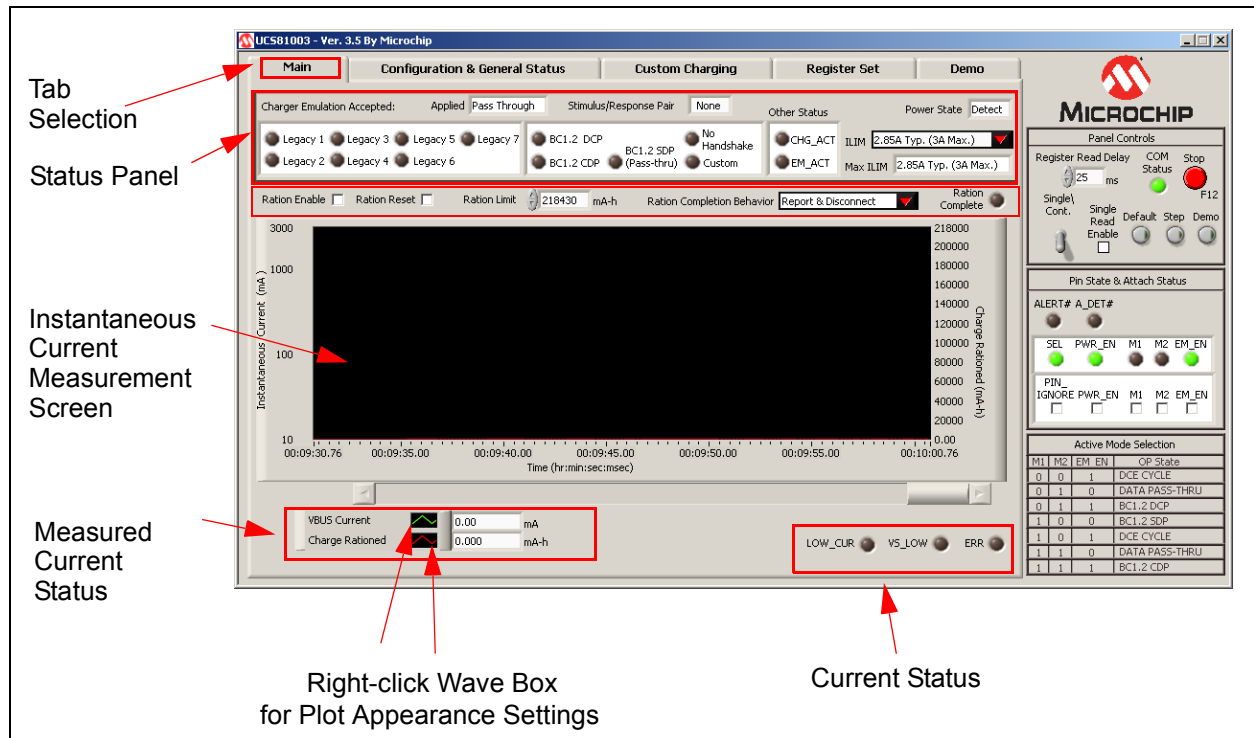 UCS81003 - Ver. 3.5 By Microchip
Main
Configuration & General Status
Custom Charging
Register Set
Demo
Tab
Selection
Status Panel
Instantaneous
Current
Measurement
Screen
Measured
Current
Status
Charger Emulation Accepted:
Applied
Pass Through
Stimulus/Response Pair
None
Other Status
Power State
Detect
Legacy 1
Legacy 3
Legacy 5
Legacy 7
Legacy 2
Legacy 4
Legacy 6
BC1.2 DCP
BC1.2 CDP
BC1.2 SDP
(Pass-thru)
No
Handshake
Custom
CHG_ACT
EM_ACT
ILIM
2.85A Typ. (3A Max.)
Max ILIM
2.85A Typ. (3A Max.)
Ration Enable
Ration Reset
Ration Limit
218430
mA-h
Ration Completion Behavior
Report & Disconnect
Ration
Complete
Instantaneous Current (mA)
3000
1000
100
10
218000
200000
180000
160000
140000
120000
100000
80000
60000
40000
20000
0.00
Charge Rationed (mA-h)
00:09:30.76
00:09:35.00
00:09:40.00
00:09:45.00
00:09:50.00
00:09:55.00
00:10:00.76
Time (hr:min:sec:msec)
VBUS Current
0.00
mA
Charge Rationed
0.000
mA-h
LOW_CUR
VS_LOW
ERR
MICROCHIP
Panel Controls
Register Read Delay
25
ms
COM
Status
Stop
F12
Single\
Cont.
Single
Read
Enable
Default
Step
Demo
Pin State & Attach Status
ALERT#
A_DET#
SEL
PWR_EN
M1
M2
EM_EN
PIN_
IGNORE
PWR_EN
M1
M2
EM_EN
Active Mode Selection
M1 M2 EM_EN OP State
0 0 1 DCE CYCLE
0 1 0 DATA PASS-THRU
0 1 1 BC1.2 DCP
1 0 0 BC1.2 SDP
1 0 1 DCE CYCLE
1 1 0 DATA PASS-THRU
1 1 1 BC1.2 CDP
Right-click Wave Box
for Plot Appearance Settings
Current Status